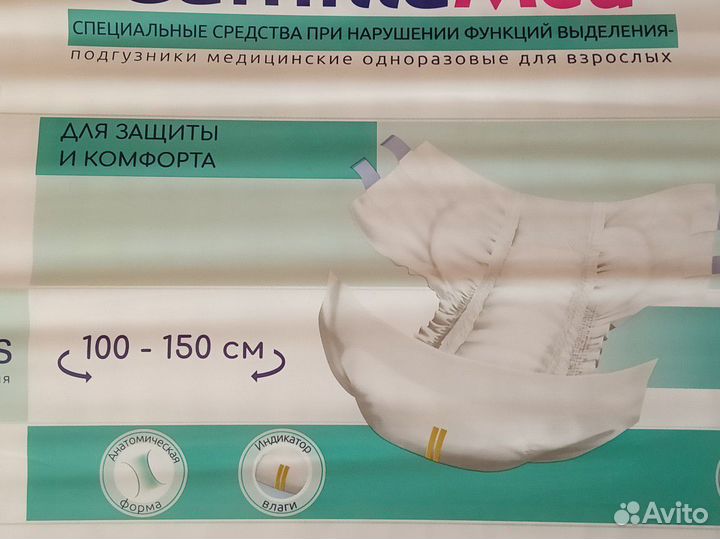 СПЕЦИАЛЬНЫЕ СРЕДСТВА ПРИ НАРУШЕНИИ ФУНКЦИЙ ВЫДЕЛЕНИЯ-
подгузники медицинские одноразовые для взрослых
ДЛЯ ЗАЩИТЫ
И КОМФОРТА
100 - 150 см
Анатомическая
форма
Индикатор
влаги
Avito